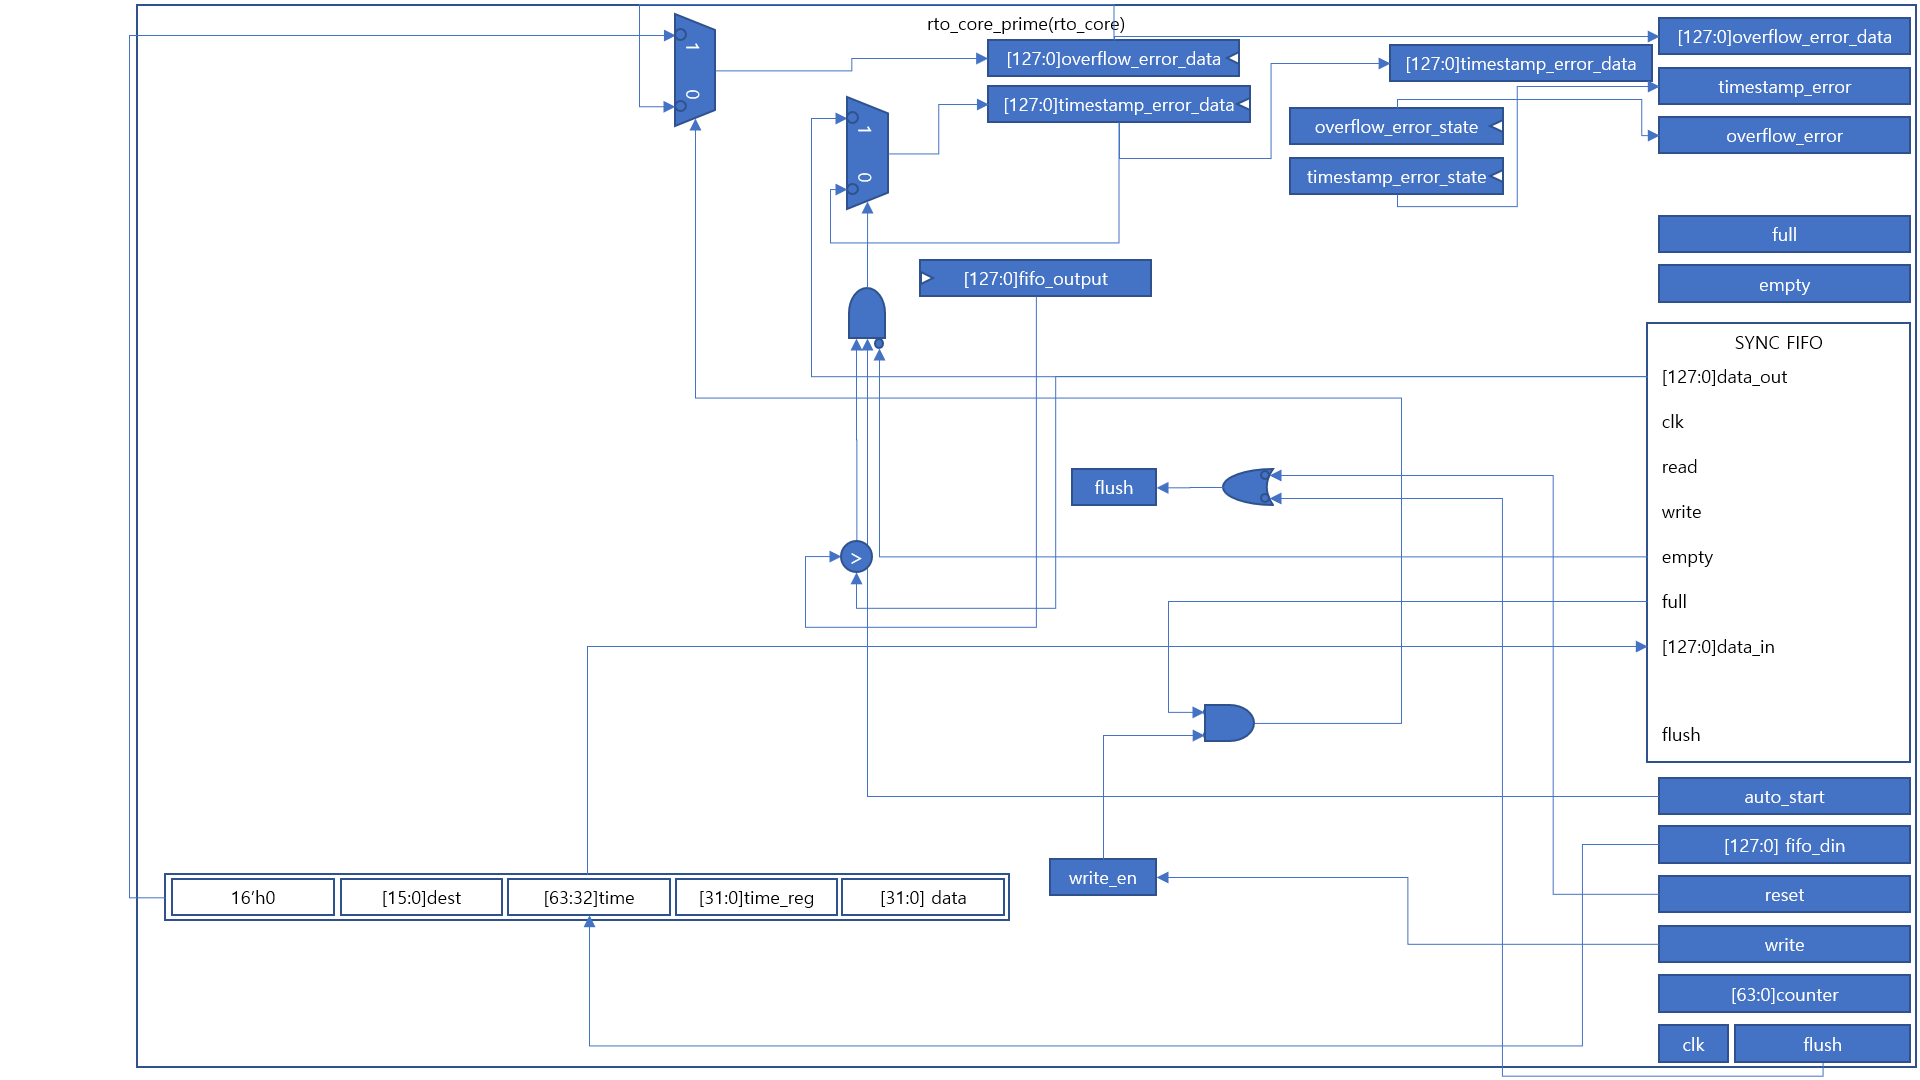 rto_core_prime(rto_core)
1
0
[127:0]overflow_error_data
[127:0]timestamp_error_data
1
0
[127:0]timestamp_error_data
overflow_error_state
timestamp_error_state
[127:0]overflow_error_data
timestamp_error
overflow_error
full
empty
[127:0]fifo_output
SYNC FIFO
[127:0]data_out
clk
read
write
empty
full
[127:0]data_in
flush
flush
>
auto_start
[127:0] fifo_din
reset
write
[63:0]counter
clk
flush
write_en
16’h0
[15:0]dest
[63:32]time
[31:0]time_reg
[31:0] data